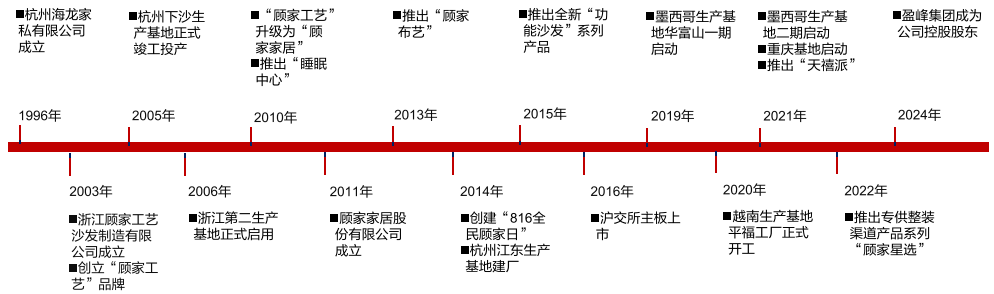 ■杭州海龙家
私有限公司
成立
1996年
■浙江顾家工艺
沙发制造有限
公司成立
■创立“顾家工
艺”品牌
2003年
■杭州下沙生
产基地正式
竣工投产
2005年
2006年
■浙江第二生产
基地正式启用
■“顾家工艺”
升级为“顾
家家居”
■推出“睡眠
中心”
2010年
2011年
■顾家家居股
份有限公司
成立
■推出“顾家
布艺”
2013年
2014年
■创建“816全
民顾家日”
■杭州江东生产
基地建厂
■推出全新“功
能沙发”系列
产品
2015年
2016年
■沪交所主板上
市
■墨西哥生产基
地华富山一期
启动
2019年
2020年
■越南生产基地
平福工厂正式
开工
■墨西哥生产基
地二期启动
■重庆基地启动
■推出“天禧派”
2021年
2022年
■推出专供整装
渠道产品系列
“顾家星选”
■盈峰集团成为
公司控股股东
2024年